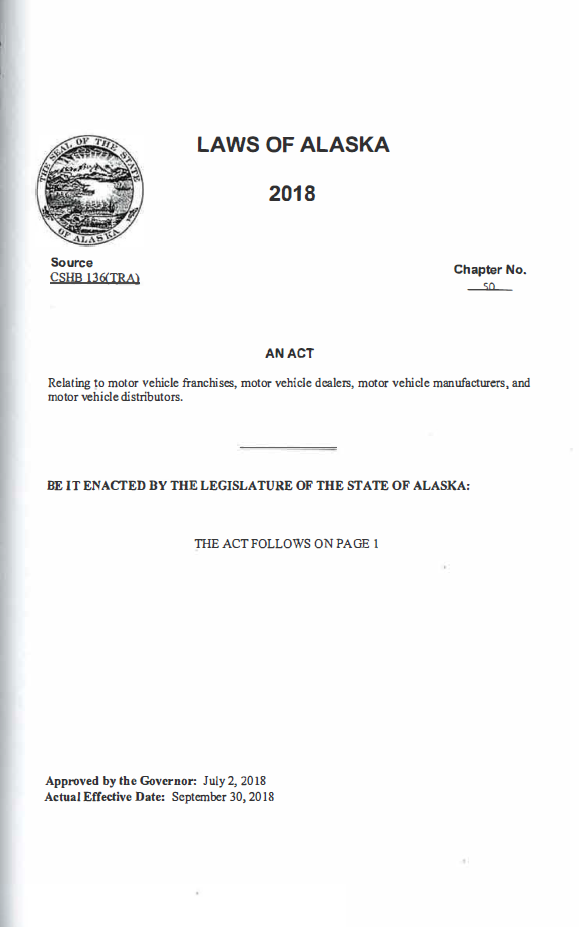 LAWS OF ALASKA
2018
THE SEAL OF THE STATE
OF ALASKA
Source
CSHB 136(TRA)
Chapter No.
50
AN ACT
Relating to motor vehicle franchises, motor vehicle dealers, motor vehicle manufacturers, and
motor vehicle distributors.
BE IT ENACTED BY THE LEGISLATURE OF THE STATE OF ALASKA:
THE ACT FOLLOWS ON PAGE 1
Approved by the Governor: July 2, 2018
Actual Effective Date: September 30, 2018